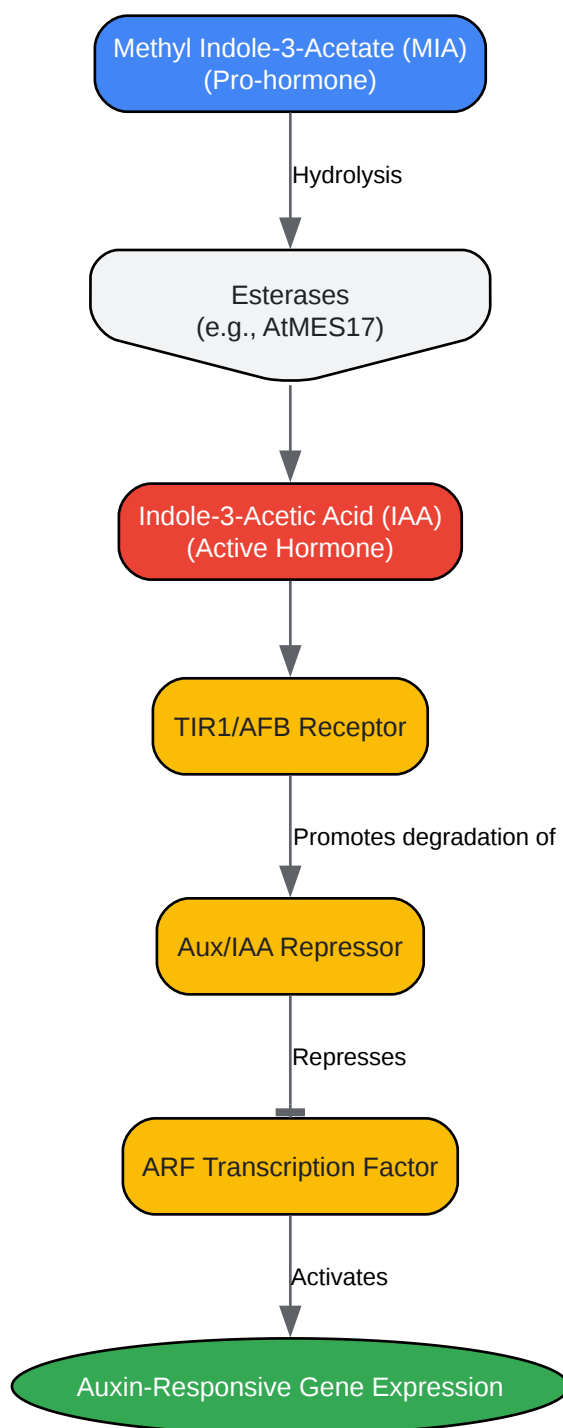 Methyl Indole-3-Acetate (MIA)
(Pro-hormone)
Hydrolysis
Esterases
(e.g., AtMES17)
Indole-3-Acetic Acid (IAA)
(Active Hormone)
TIR1/AFB Receptor
Promotes degradation of
Aux/IAA Repressor
Represses
ARF Transcription Factor
Activates
Auxin-Responsive Gene Expression